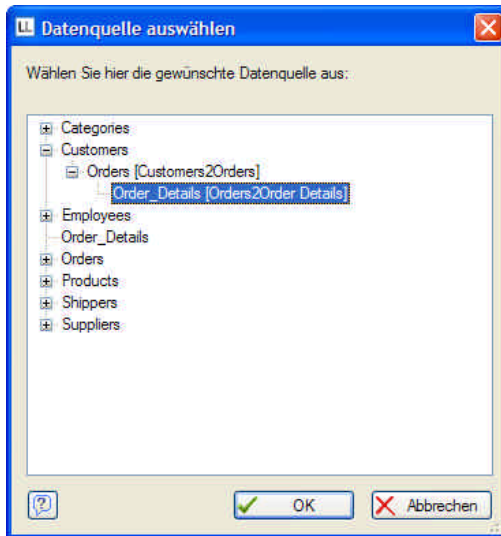 LL Datenquelle auswählen
Wählen Sie hier die gewünschte Datenquelle aus:
Categories
Customers
Orders [Customers2Orders]
Order_Details [Orders2Order Details]
Employees
Order_Details
Orders
Products
Shippers
Suppliers
? OK Abbrechen